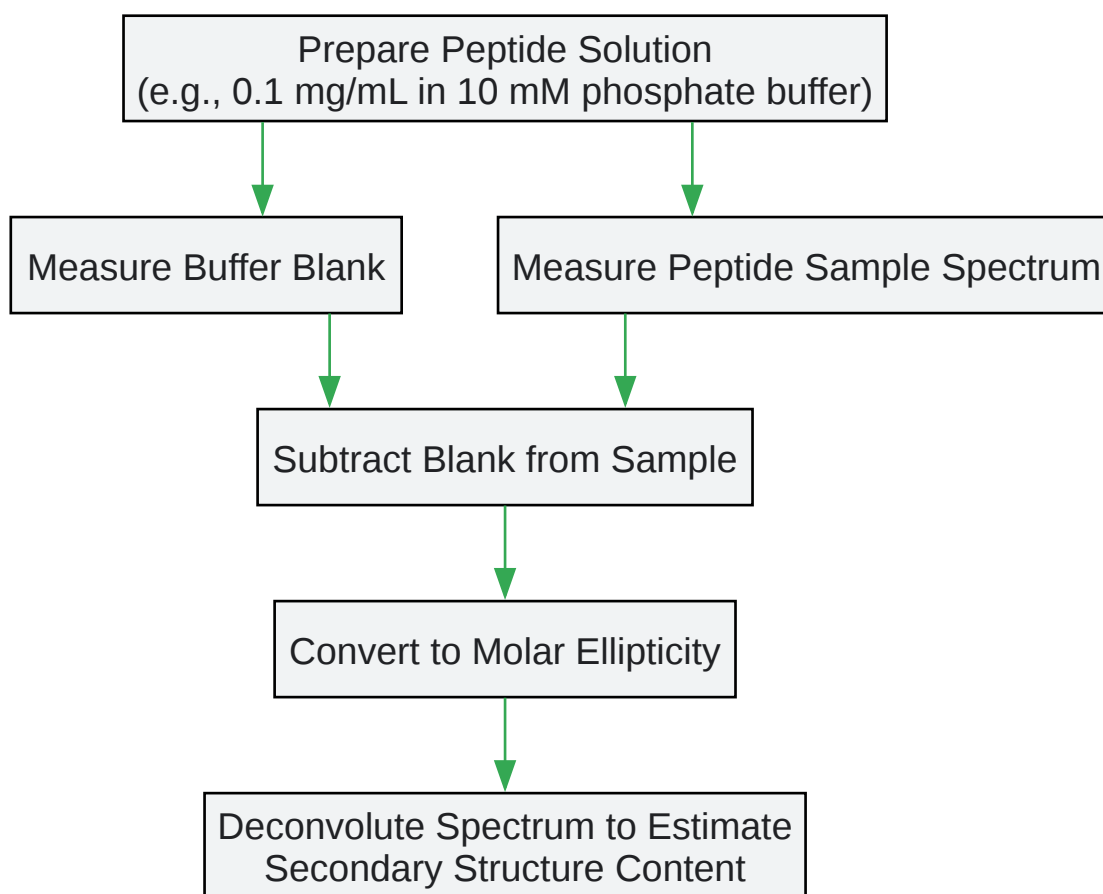 Prepare Peptide Solution
(e.g., 0.1 mg/mL in 10 mM phosphate buffer)
Measure Buffer Blank
Measure Peptide Sample Spectrum
Subtract Blank from Sample
Convert to Molar Ellipticity
Deconvolute Spectrum to Estimate
Secondary Structure Content